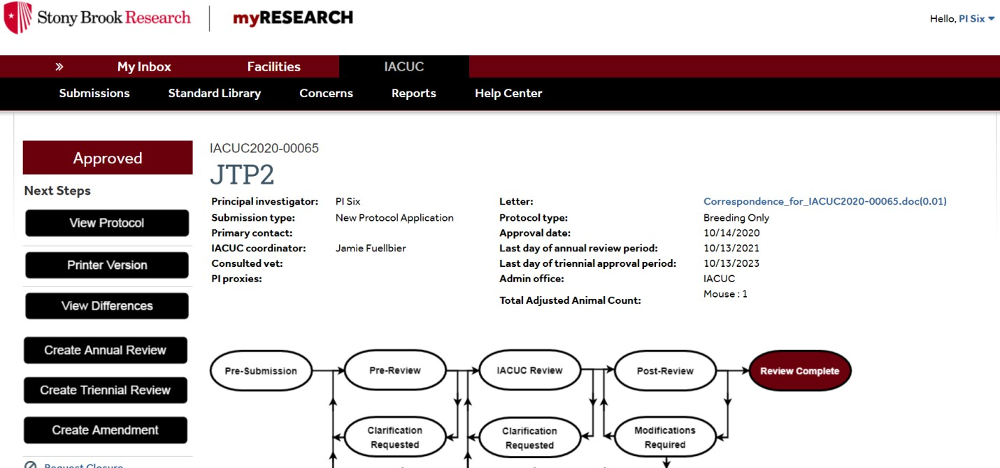 Stony Brook Research
myRESEARCH
Hello, PI Six
»
My Inbox
Facilities
IACUC
Submissions
Standard Library
Concerns
Reports
Help Center
Approved
Next Steps
View Protocol
Printer Version
View Differences
Create Annual Review
Create Triennial Review
Create Amendment
Request Closure
IACUC2020-00065
JTP2
Principal investigator: PI Six
Submission type: New Protocol Application
Primary contact:
IACUC coordinator: Jamie Fuellbier
Consulted vet:
PI proxies:
Letter: Correspondence_for_IACUC2020-00065.doc(0.01)
Protocol type: Breeding Only
Approval date: 10/14/2020
Last day of annual review period: 10/13/2021
Last day of triennial approval period: 10/13/2023
Admin office: IACUC
Total Adjusted Animal Count: Mouse : 1
Pre-Submission
Pre-Review
IACUC Review
Post-Review
Review Complete
Clarification
Requested
Clarification
Requested
Modifications
Required